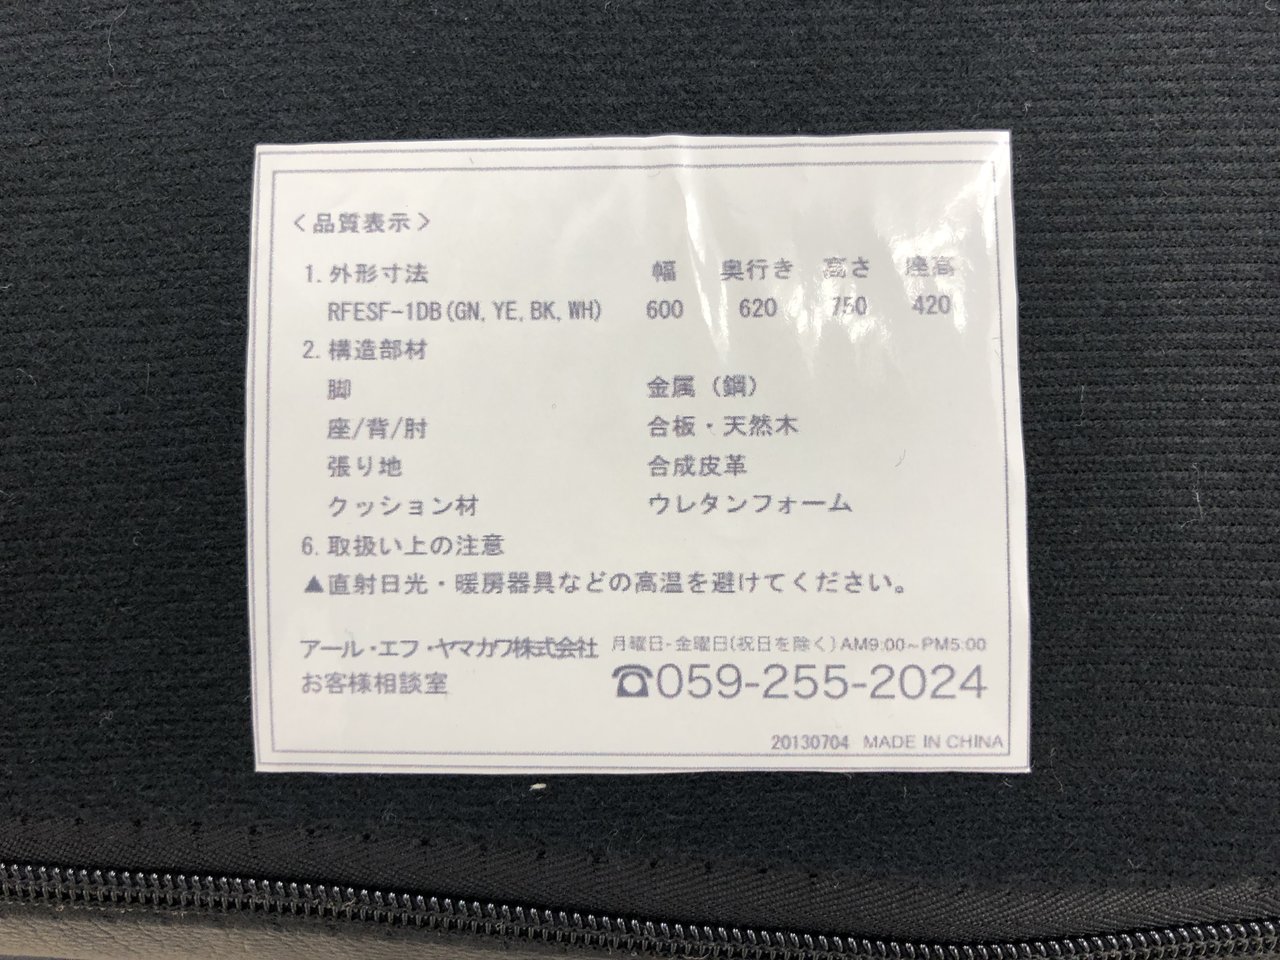 <品質表示>
1. 外形寸法 幅 奥行き 高さ 座高
RFESF-1DB(GN, YE, BK, WH) 600 620 750 420
2. 構造部材
脚 金属(鋼)
座/背/肘 合板・天然木
張り地 合成皮革
クッション材 ウレタンフォーム
6. 取扱い上の注意
▲直射日光・暖房器具などの高温を避けてください。
アール・エフ・ヤマカワ株式会社 月曜日-金曜日(祝日を除く)AM9:00~PM5:00
お客様相談室 ☎059-255-2024
20130704 MADE IN CHINA